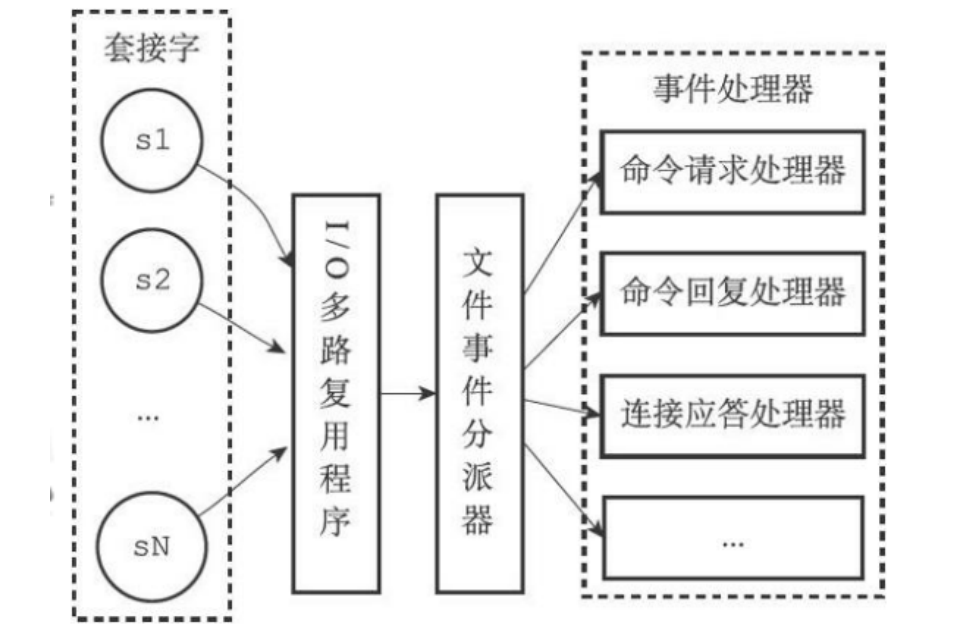 套接字
s1
s2
...
sN
I/O多路复用程序
文件事件分派器
事件处理器
命令请求处理器
命令回复处理器
连接应答处理器
...